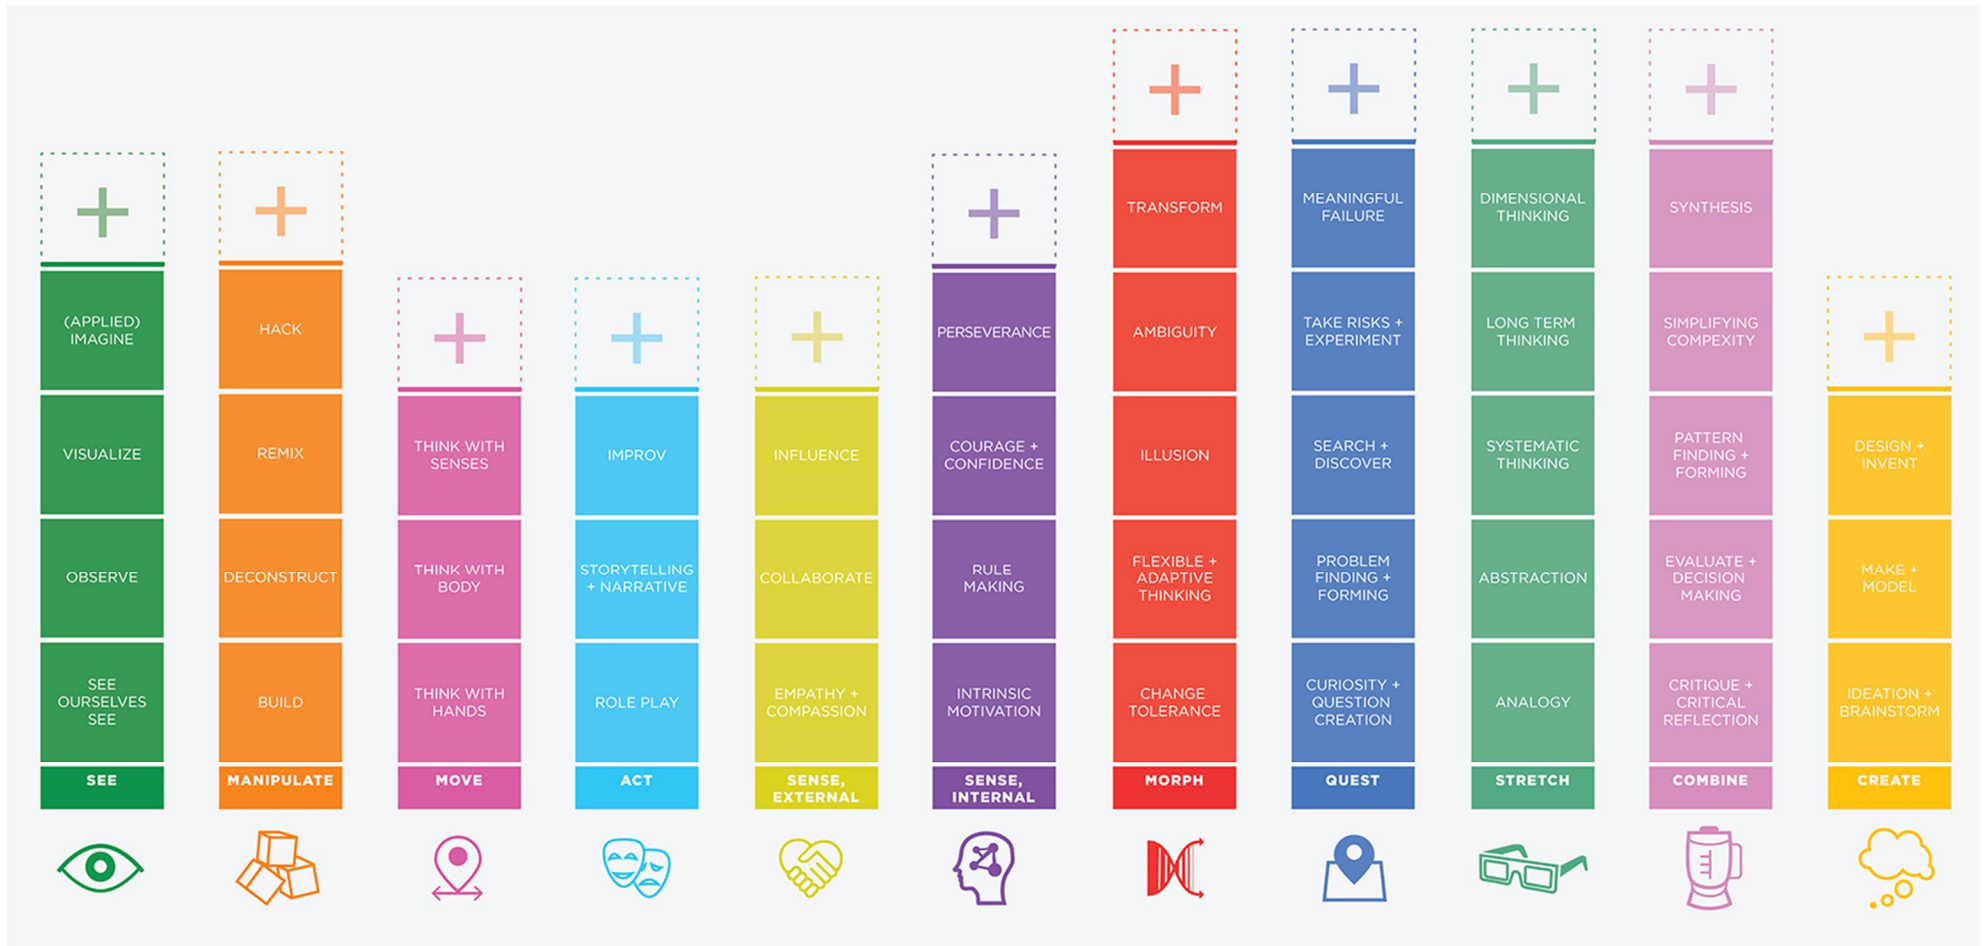 (APPLIED)
IMAGINE
VISUALIZE
OBSERVE
SEE
OURSELVES
SEE
SEE
HACK
REMIX
DECONSTRUCT
BUILD
MANIPULATE
THINK WITH
SENSES
THINK WITH
BODY
THINK WITH
HANDS
MOVE
IMPROV
STORYTELLING
+ NARRATIVE
ROLE PLAY
ACT
INFLUENCE
COLLABORATE
EMPATHY +
COMPASSION
SENSE,
EXTERNAL
PERSEVERANCE
COURAGE +
CONFIDENCE
RULE
MAKING
INTRINSIC
MOTIVATION
SENSE,
INTERNAL
TRANSFORM
AMBIGUITY
ILLUSION
FLEXIBLE +
ADAPTIVE
THINKING
CHANGE
TOLERANCE
MORPH
MEANINGFUL
FAILURE
TAKE RISKS +
EXPERIMENT
SEARCH +
DISCOVER
PROBLEM
FINDING +
FORMING
CURIOSITY +
QUESTION
CREATION
QUEST
DIMENSIONAL
THINKING
LONG TERM
THINKING
SYSTEMATIC
THINKING
ABSTRACTION
ANALOGY
STRETCH
SYNTHESIS
SIMPLIFYING
COMPEXITY
PATTERN
FINDING +
FORMING
EVALUATE +
DECISION
MAKING
CRITIQUE +
CRITICAL
REFLECTION
COMBINE
DESIGN +
INVENT
MAKE +
MODEL
IDEATION +
BRAINSTORM
CREATE